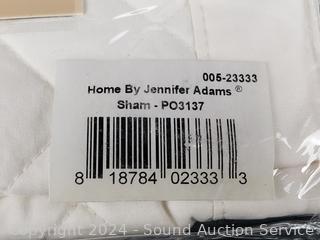 005-23333
Home By Jennifer Adams ®
Sham - PO3137
8 18784 02333 3
Copyright 2024 - Sound Auction Service